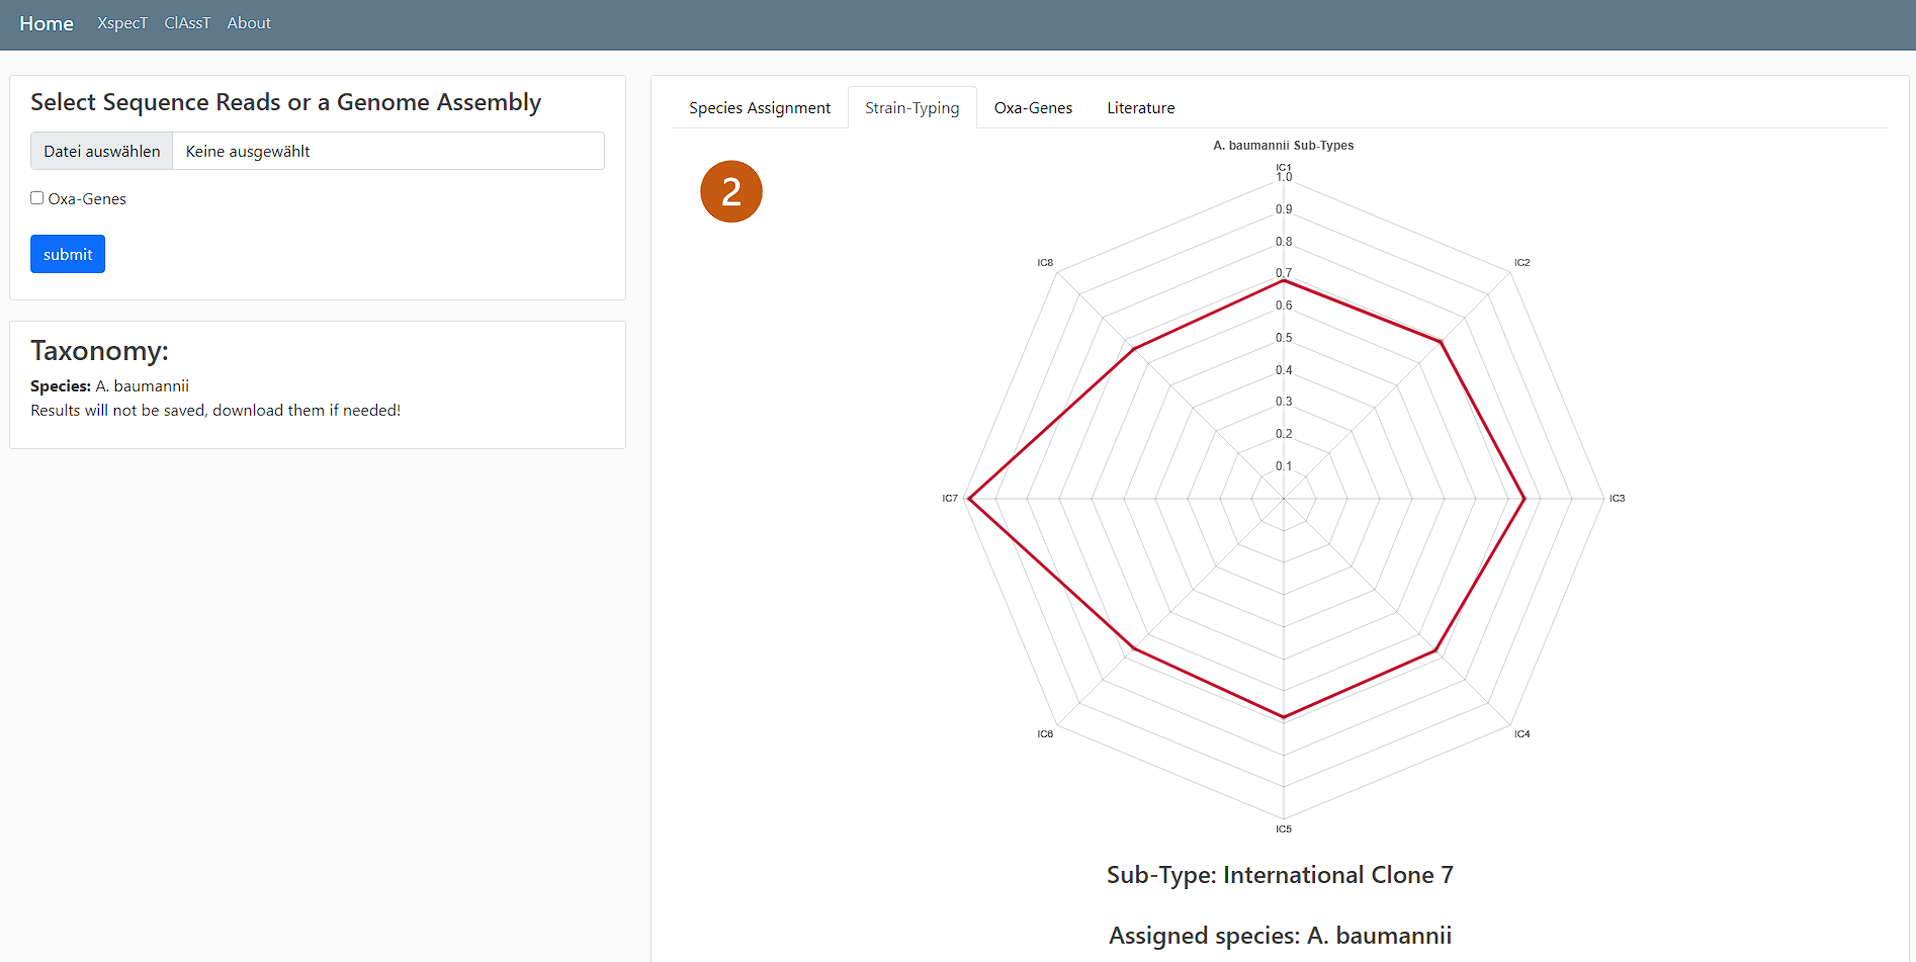 Home XspecT ClAssT About
Select Sequence Reads or a Genome Assembly
Datei auswählen Keine ausgewählt
Oxa-Genes
submit
Taxonomy:
Species: A. baumannii
Results will not be saved, download them if needed!
Species Assignment Strain-Typing Oxa-Genes Literature
2
A. baumannii Sub-Types
IC1
1.0
0.9
0.8
0.7
0.6
0.5
0.4
0.3
0.2
0.1
IC8
IC2
IC7
IC3
IC6
IC4
IC5
Sub-Type: International Clone 7
Assigned species: A. baumannii